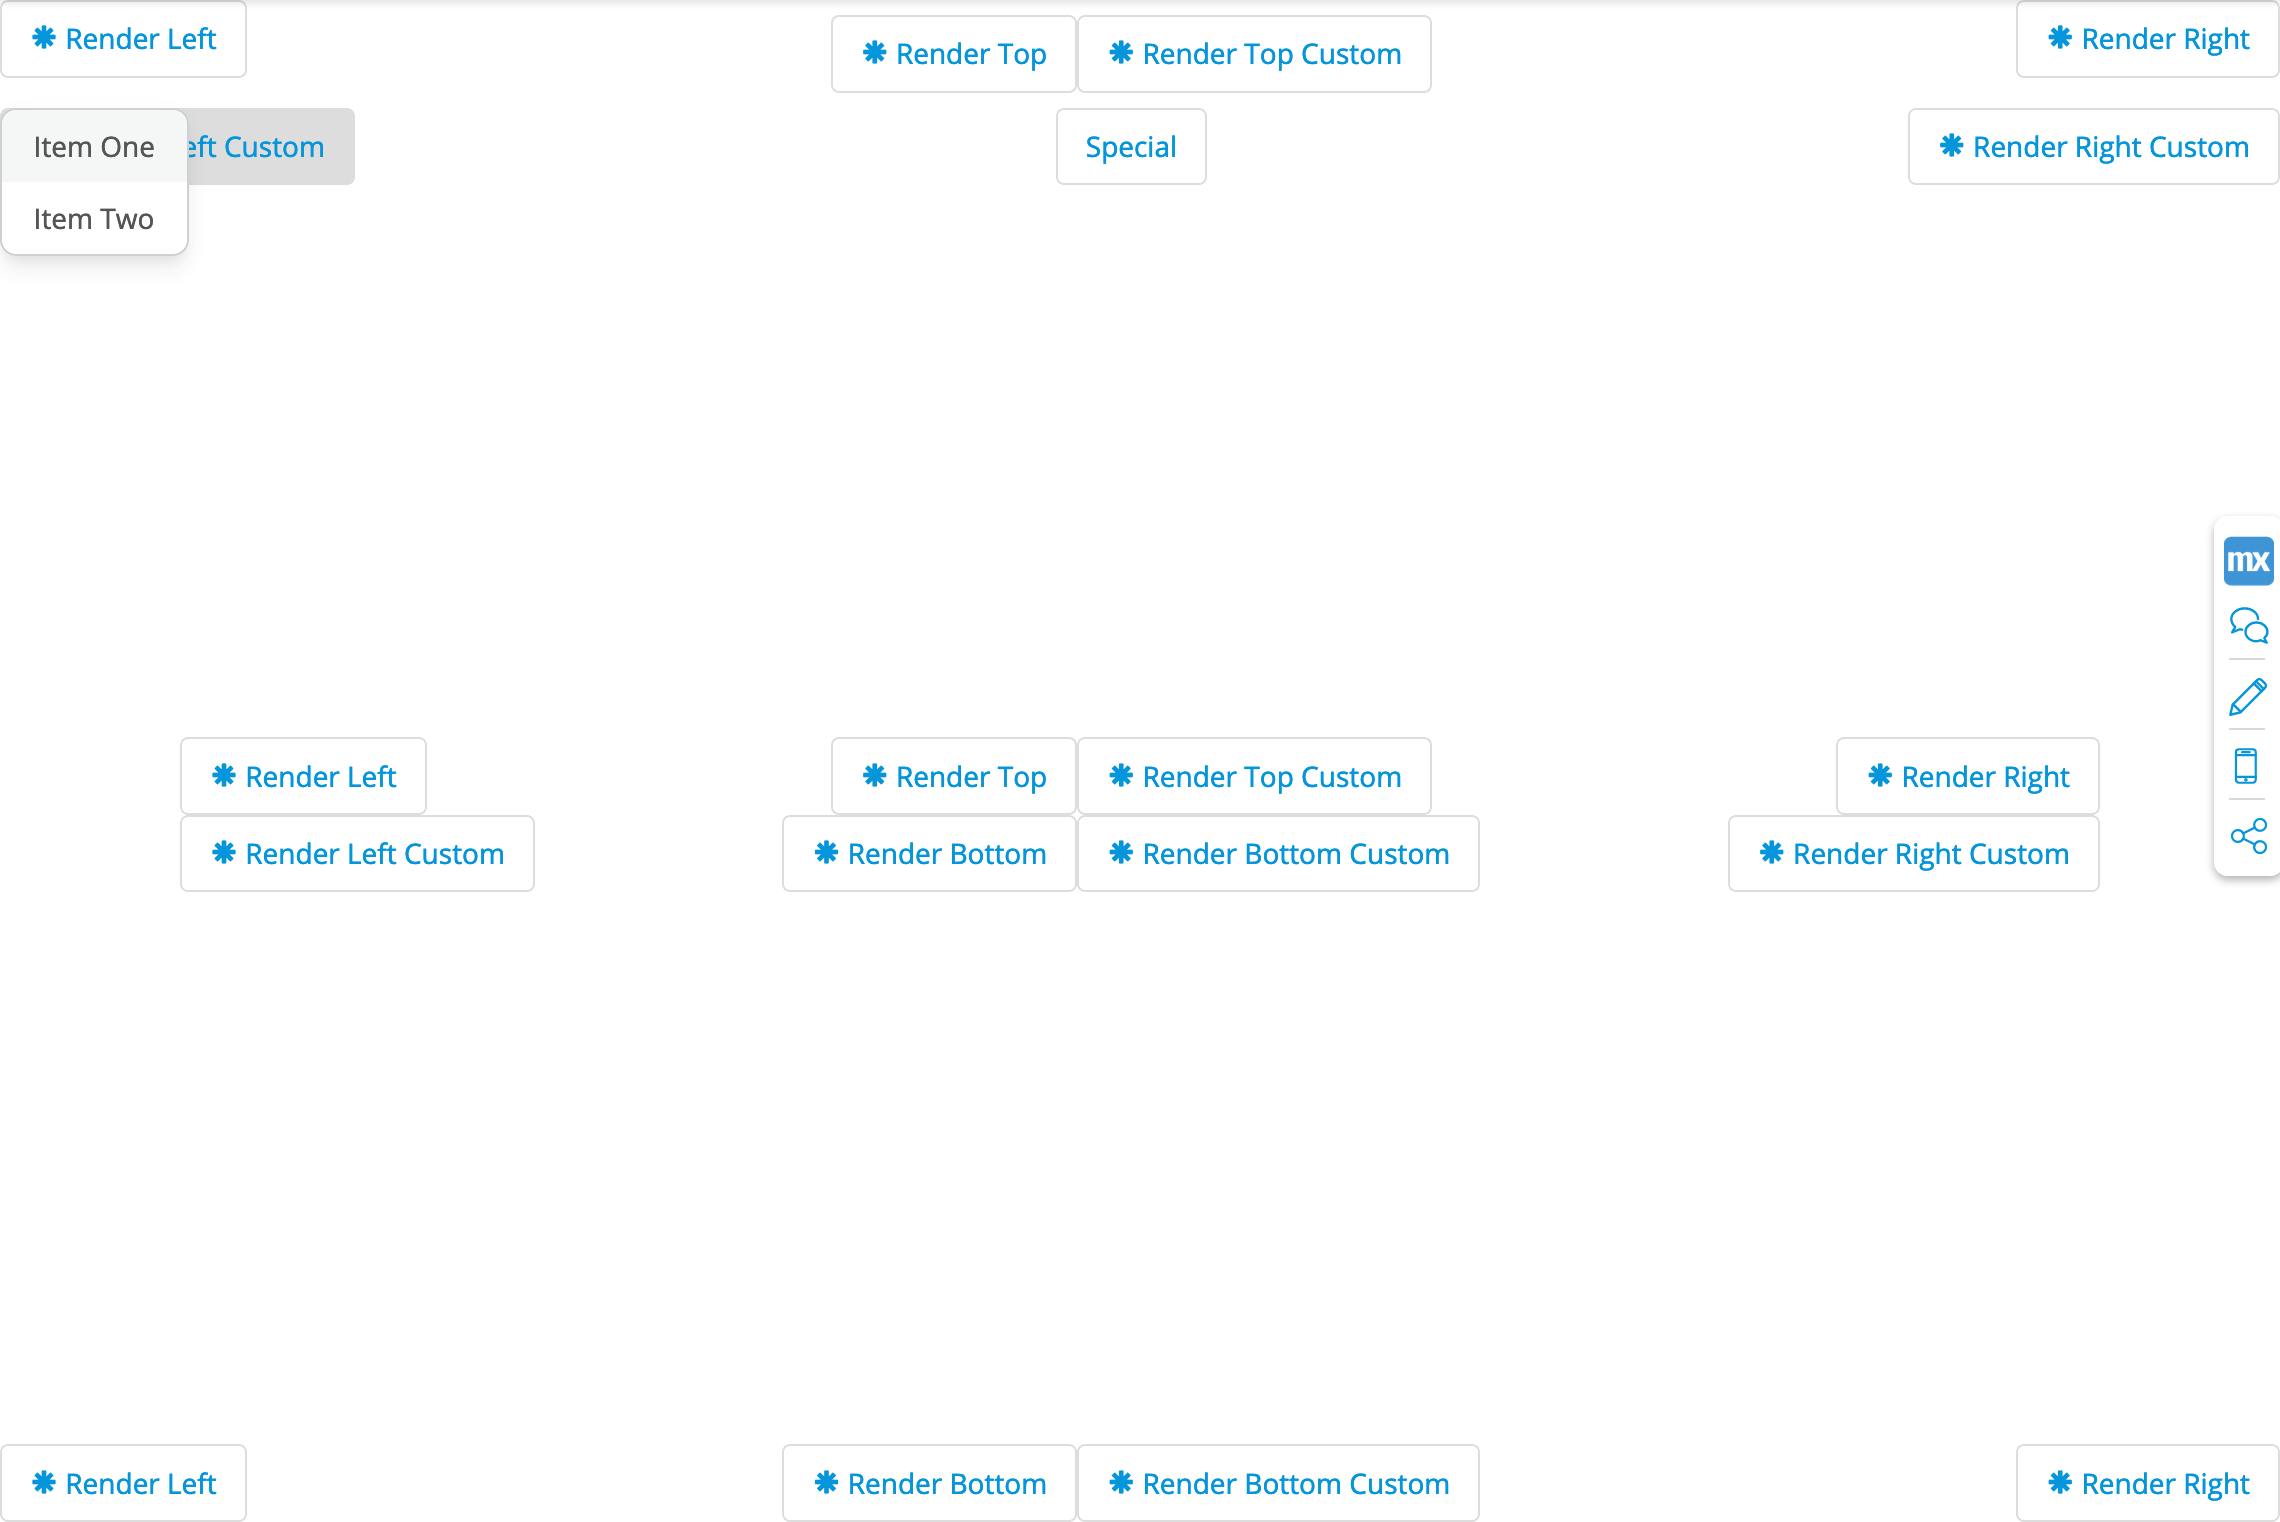 Render Left
Render Top
Render Top Custom
Render Right
Item One
eft Custom
Special
Render Right Custom
Item Two
mx
Render Left
Render Top
Render Top Custom
Render Right
Render Left Custom
Render Bottom
Render Bottom Custom
Render Right Custom
Render Left
Render Bottom
Render Bottom Custom
Render Right